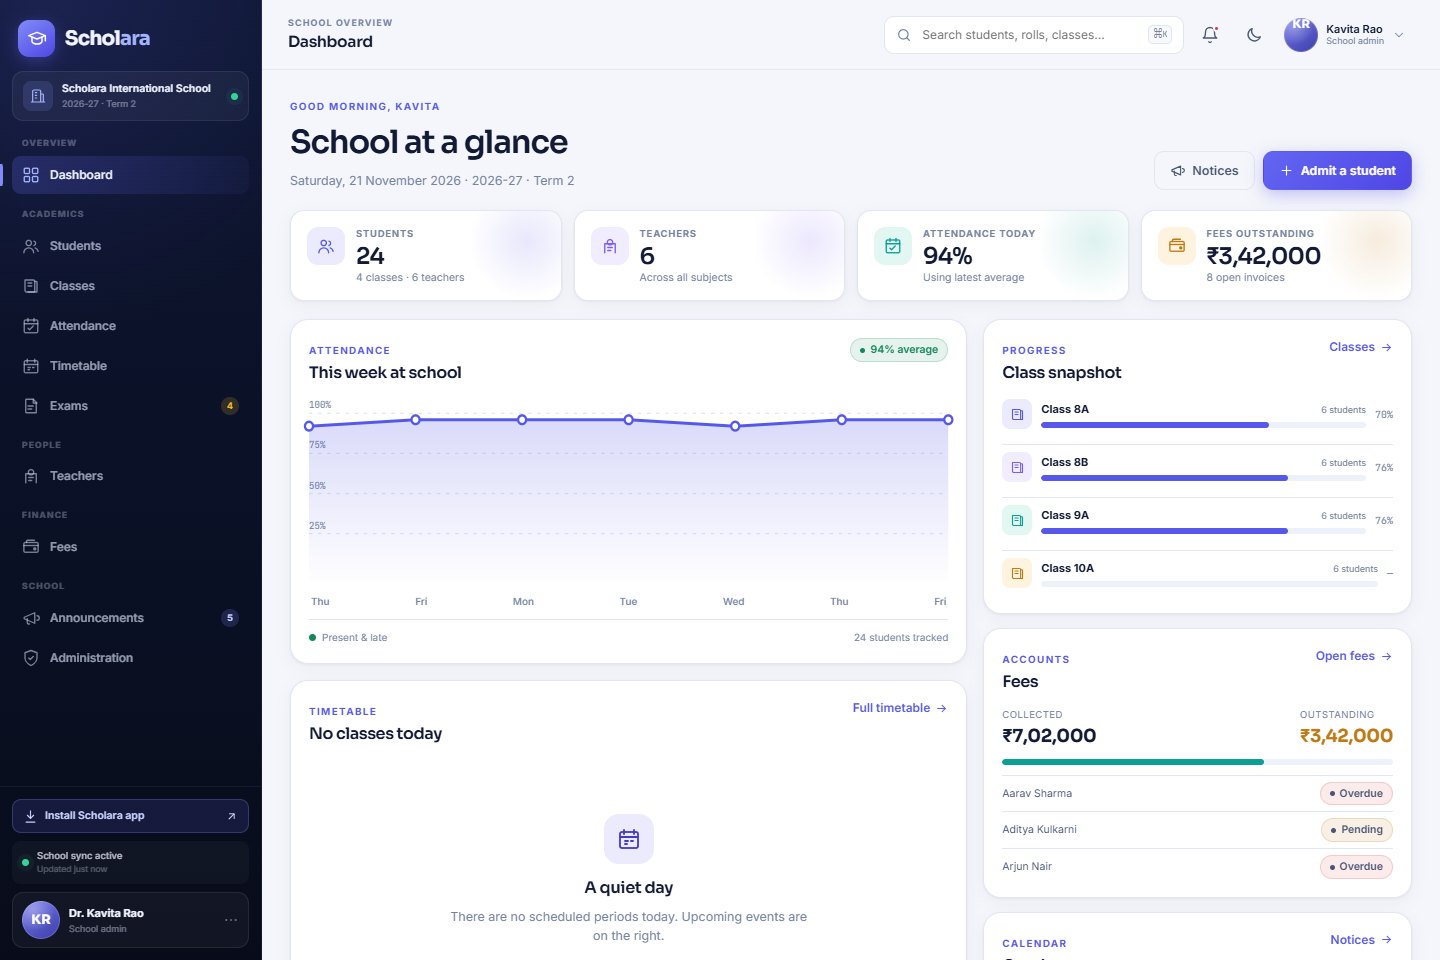 Scholara
Scholara International School
2026-27 · Term 2
OVERVIEW
Dashboard
ACADEMICS
Students
Classes
Attendance
Timetable
Exams 4
PEOPLE
Teachers
FINANCE
Fees
SCHOOL
Announcements 5
Administration
Install Scholara app
School sync active
Updated just now
KR
Dr. Kavita Rao
School admin
SCHOOL OVERVIEW
Dashboard
Search students, rolls, classes... ⌘K
KR
Kavita Rao
School admin
GOOD MORNING, KAVITA
School at a glance
Saturday, 21 November 2026 · 2026-27 · Term 2
Notices
Admit a student
STUDENTS
24
4 classes · 6 teachers
TEACHERS
6
Across all subjects
ATTENDANCE TODAY
94%
Using latest average
FEES OUTSTANDING
₹3,42,000
8 open invoices
ATTENDANCE
This week at school
94% average
100%
75%
50%
25%
Thu Fri Mon Tue Wed Thu Fri
Present & late
24 students tracked
TIMETABLE
No classes today
Full timetable →
A quiet day
There are no scheduled periods today. Upcoming events are
on the right.
PROGRESS
Class snapshot
Classes →
Class 8A 6 students 70%
Class 8B 6 students 76%
Class 9A 6 students 76%
Class 10A 6 students —
ACCOUNTS
Fees
Open fees →
COLLECTED
₹7,02,000
OUTSTANDING
₹3,42,000
Aarav Sharma Overdue
Aditya Kulkarni Pending
Arjun Nair Overdue
CALENDAR
Notices →